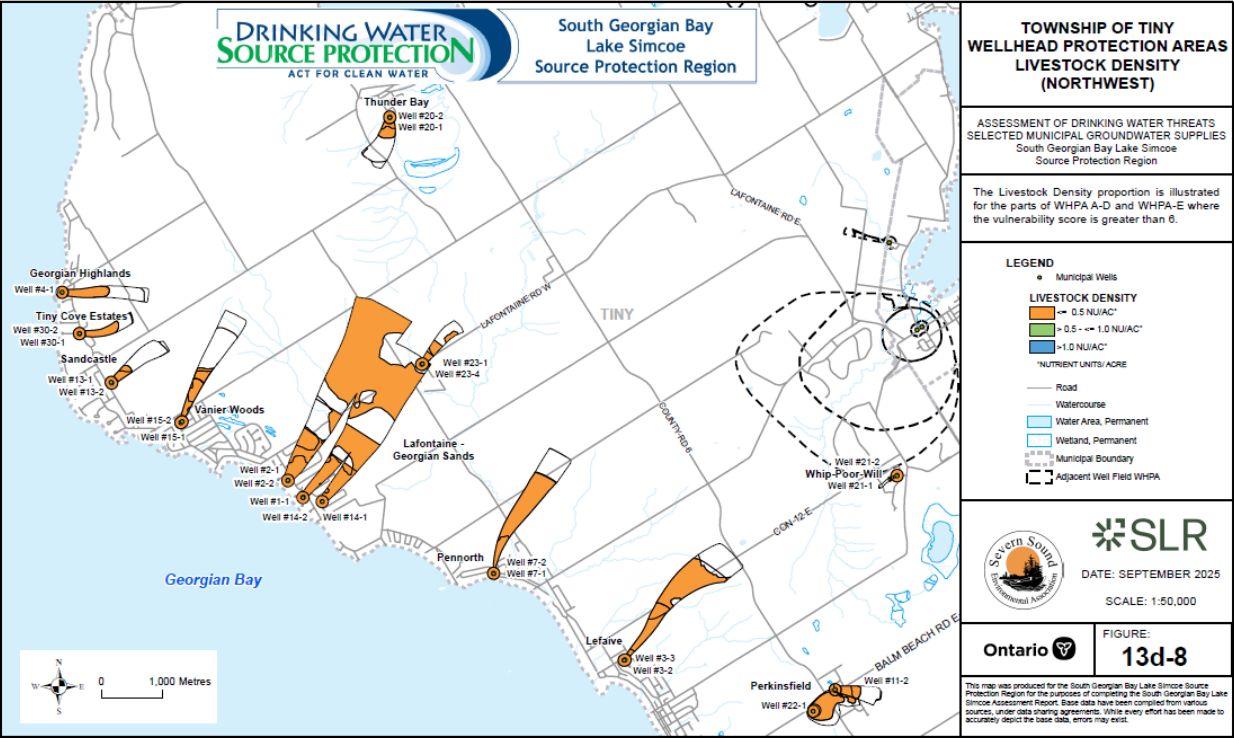 DRINKING WATER
SOURCE PROTECTION
ACT FOR CLEAN WATER
South Georgian Bay
Lake Simcoe
Source Protection Region
Thunder Bay
Well #20-2
Well #20-1
LAFONTAINE RD E
Georgian Highlands
Well #4-1
Tiny Cove Estates
Well #30-2
Well #30-1
Sandcastle
Well #13-1
Well #13-2
LAFONTAINE RD W
TINY
Well #23-1
Well #23-4
Vanier Woods
Well #15-2
Well #15-1
COUNTY RD 6
Lafontaine -
Georgian Sands
Well #2-1
Well #2-2
Well #1-1
Well #14-2
Well #14-1
Well #21-2
Whip-Poor-Will
Well #21-1
CON 12 E
Pennorth
Well #7-2
Well #7-1
Georgian Bay
Lefaive
Well #3-3
Well #3-2
BALM BEACH RD E
Perkinsfield
Well #11-2
Well #22-1
N
W
E
S
0 1,000 Metres
TOWNSHIP OF TINY
WELLHEAD PROTECTION AREAS
LIVESTOCK DENSITY
(NORTHWEST)
ASSESSMENT OF DRINKING WATER THREATS
SELECTED MUNICIPAL GROUNDWATER SUPPLIES
South Georgian Bay Lake Simcoe
Source Protection Region
The Livestock Density proportion is illustrated
for the parts of WHPA A-D and WHPA-E where
the vulnerability score is greater than 6.
LEGEND
Municipal Wells
LIVESTOCK DENSITY
<= 0.5 NU/AC*
> 0.5 - <= 1.0 NU/AC*
>1.0 NU/AC*
*NUTRIENT UNITS/ ACRE
Road
Watercourse
Water Area, Permanent
Wetland, Permanent
Municipal Boundary
Adjacent Well Field WHPA
Severn Sound
Environmental Association
SLR
DATE: SEPTEMBER 2025
SCALE: 1:50,000
Ontario
FIGURE:
13d-8
This map was produced for the South Georgian Bay Lake Simcoe Source
Protection Region for the purposes of completing the South Georgian Bay Lake
Simcoe Assessment Report. Base data have been compiled from various
sources, under data sharing agreements. While every effort has been made to
accurately depict the base data, errors may exist.